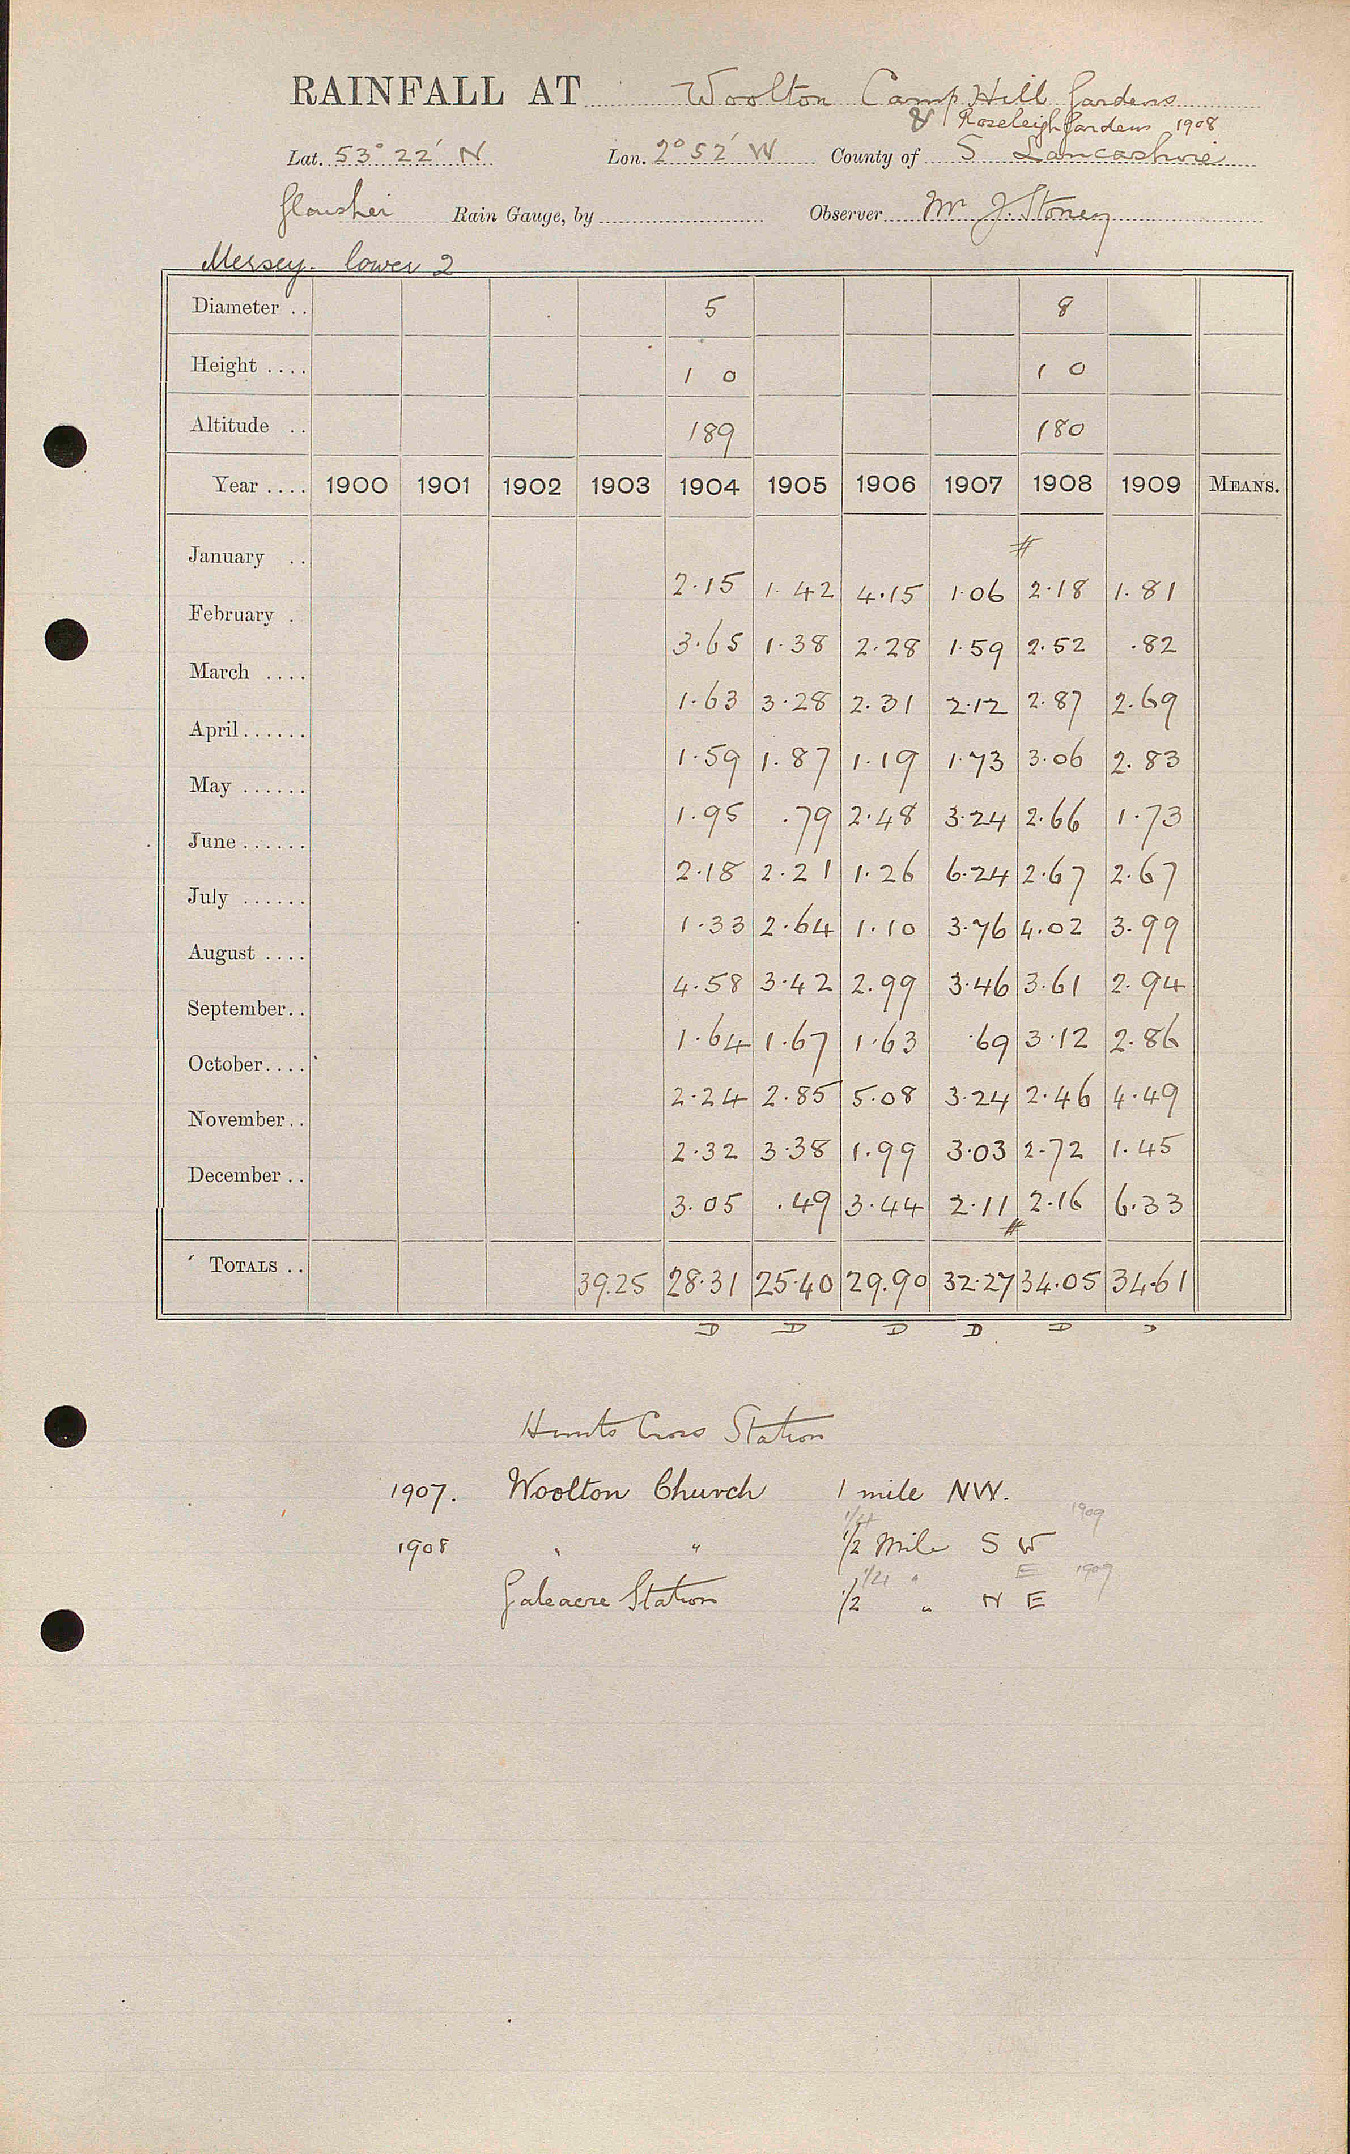 RAINFALL AT Woolton Camp Hill Gardens
& Roseleigh Gardens 1908
Lat. 53° 22' N Lon. 2° 52' W County of S Lancashire
Rain Gauge, by Observer Mr J. Stoney
Mersey. lower 2
Diameter .. 5 8
Height .... 1 0 1 0
Altitude .. 189 180
Year .... 1900 1901 1902 1903 1904 1905 1906 1907 1908 1909 MEANS.
January .. 2.15 1.42 4.15 1.06 2.18 1.81
February . 3.65 1.38 2.28 1.59 2.52 .82
March .... 1.63 3.28 2.31 2.12 2.87 2.69
April...... 1.59 1.87 1.19 1.73 3.06 2.83
May ...... 1.95 .79 2.48 3.24 2.66 1.73
June ...... 2.18 2.21 1.26 6.24 2.67 2.67
July ...... 1.33 2.64 1.10 3.76 4.02 3.99
August .... 4.58 3.42 2.99 3.46 3.61 2.94
September.. 1.64 1.67 1.63 .69 3.12 2.86
October.... 2.24 2.85 5.08 3.24 2.46 4.49
November.. 2.32 3.38 1.99 3.03 2.72 1.45
December .. 3.05 .49 3.44 2.11 2.16 6.33
TOTALS .. 39.25 28.31 25.40 29.90 32.27 34.05 34.61
D D D D D D
Hunts Cross Station
1907. Woolton Church 1 mile NW.
1/4 1909
1908 " " 1/2 Mile S W
1/4 " E 1909
Gateacre Station 1/2 " N E